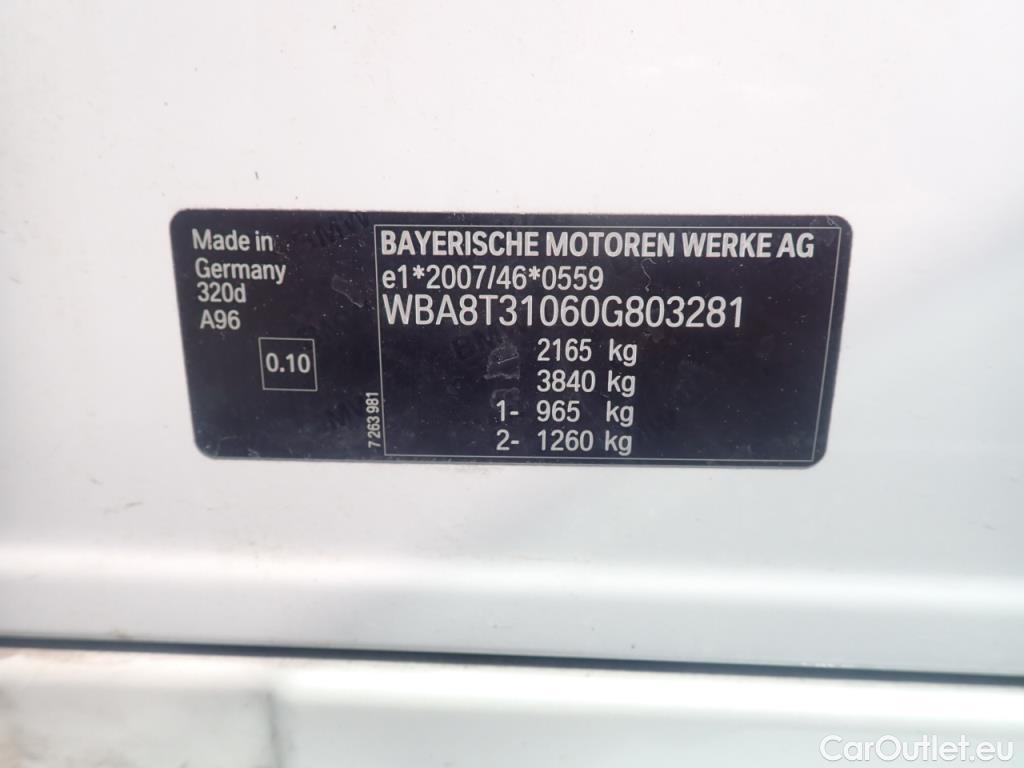 Made in
Germany
320d
A96
0.10
7 263 981
BAYERISCHE MOTOREN WERKE AG
e1*2007/46*0559
WBA8T31060G803281
2165 kg
3840 kg
1- 965 kg
2- 1260 kg
CarOutlet.eu